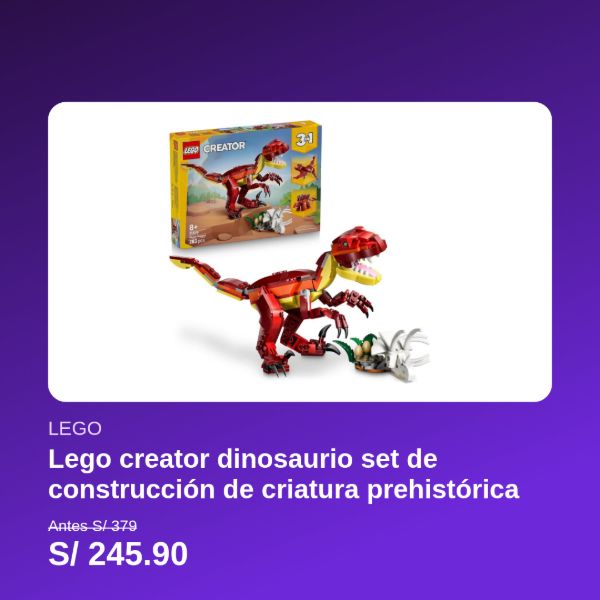 LEGO CREATOR
3in1
8+
LEGO
Lego creator dinosaurio set de
construcción de criatura prehistórica
Antes S/ 379
S/ 245.90